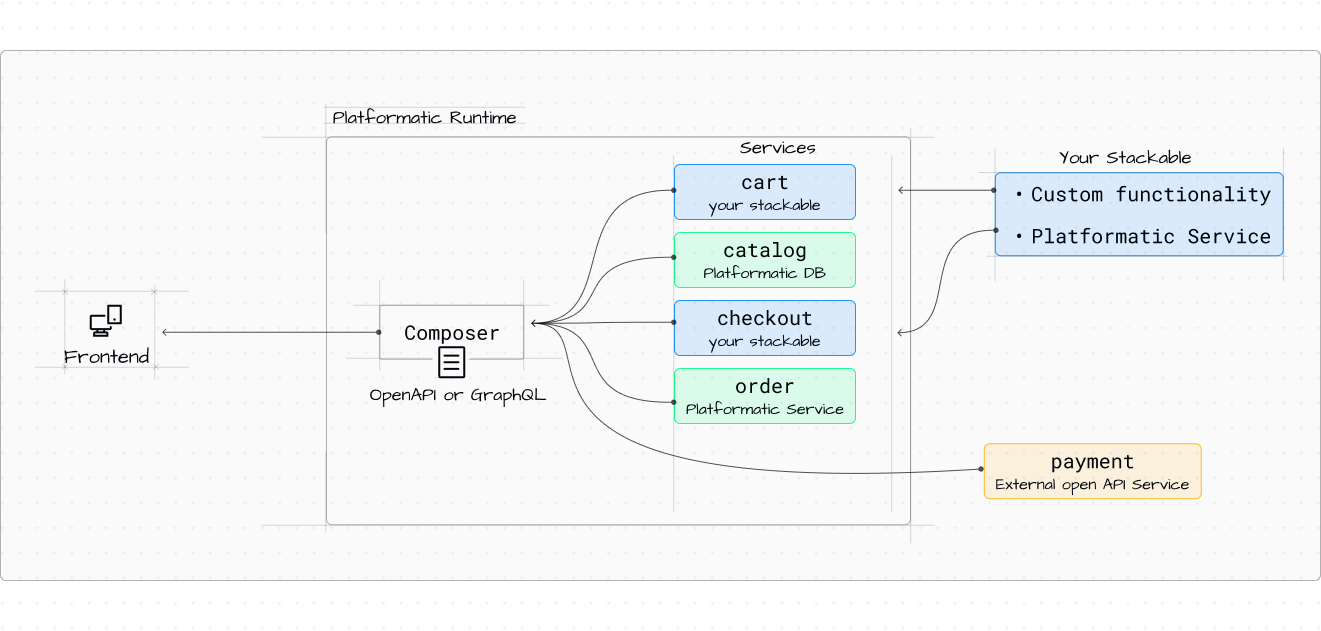 Platformatic Runtime
Services
cart
your stackable
catalog
Platformatic DB
checkout
your stackable
order
Platformatic Service
Your Stackable
• Custom functionality
• Platformatic Service
Frontend
Composer
OpenAPI or GraphQL
payment
External open API Service